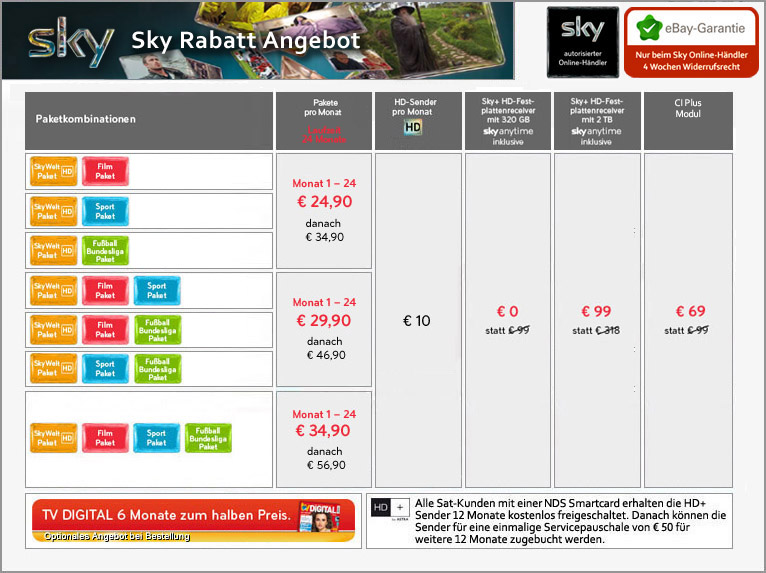 sky Sky Rabatt Angebot
sky
autorisierter
Online-Händler
eBay-Garantie
Nur beim Sky Online-Händler
4 Wochen Widerrufsrecht
Paketkombinationen
Pakete
pro Monat
HD-Sender
pro Monat
HD
Sky+ HD-Fest-
plattenreceiver
mit 320 GB
skyanytime
inklusive
Sky+ HD-Fest-
plattenreceiver
mit 2 TB
skyanytime
inklusive
CI Plus
Modul
Sky Welt Paket HD
Film Paket
Sky Welt Paket HD
Sport Paket
Sky Welt Paket HD
Fußball Bundesliga Paket
Monat 1 – 24
€ 24,90
danach
€ 34,90
Sky Welt Paket HD
Film Paket
Sport Paket
Sky Welt Paket HD
Film Paket
Fußball Bundesliga Paket
Sky Welt Paket HD
Sport Paket
Fußball Bundesliga Paket
Monat 1 – 24
€ 29,90
danach
€ 46,90
Sky Welt Paket HD
Film Paket
Sport Paket
Fußball Bundesliga Paket
Monat 1 – 24
€ 34,90
danach
€ 56,90
€ 10
€ 0
statt € 99
€ 99
statt € 318
€ 69
statt € 99
TV DIGITAL 6 Monate zum halben Preis.
DIGITAL
Optionales Angebot bei Bestellung
HD +
by ASTRA
Alle Sat-Kunden mit einer NDS Smartcard erhalten die HD+
Sender 12 Monate kostenlos freigeschaltet. Danach können die
Sender für eine einmalige Servicepauschale von € 50 für
weitere 12 Monate zugebucht werden.